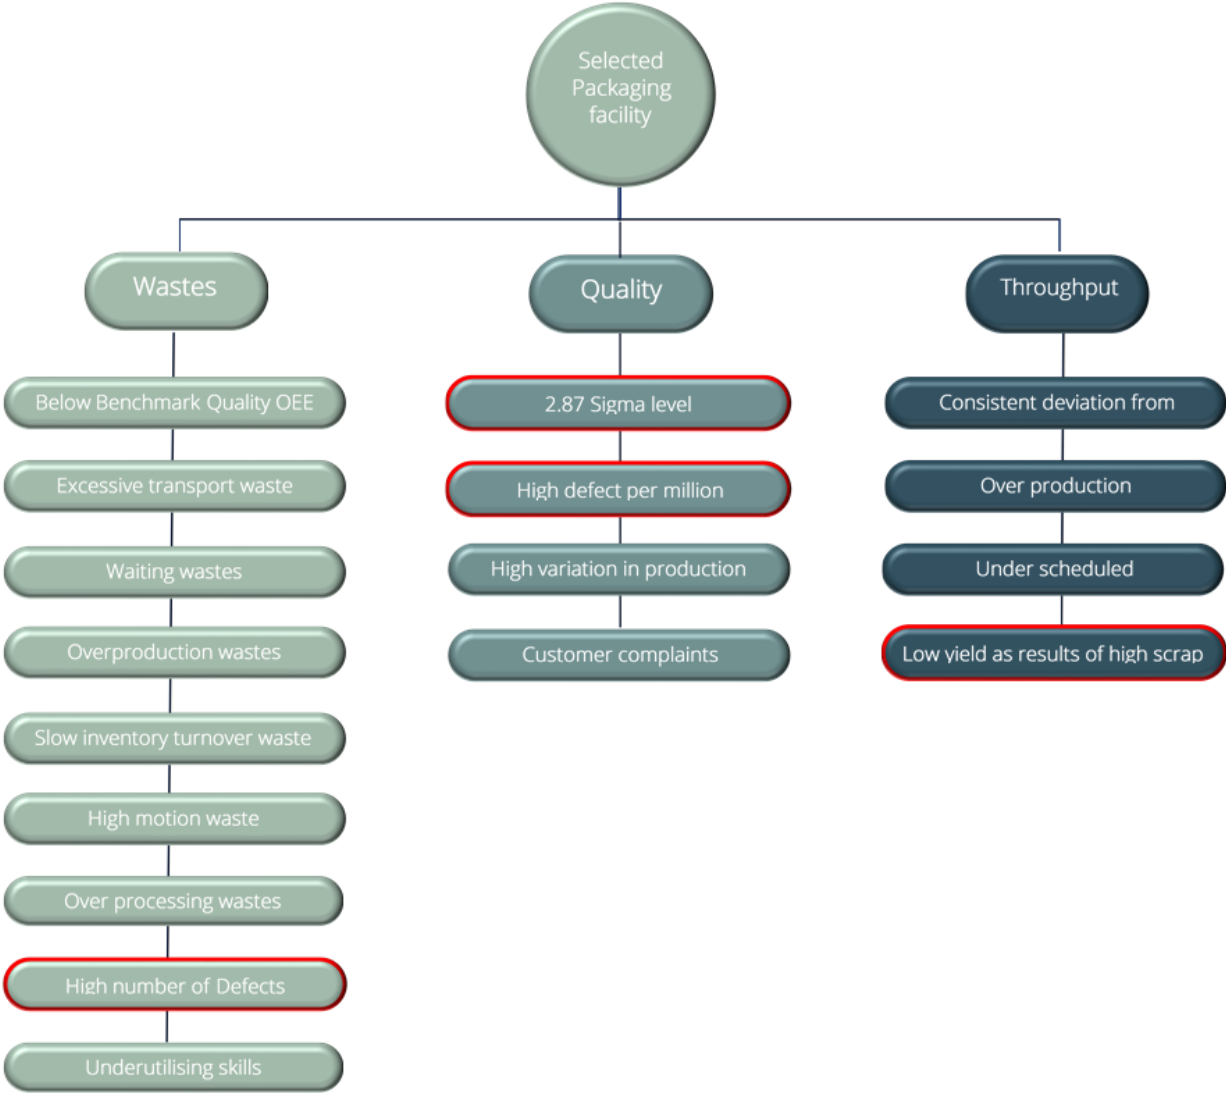 Selected
Packaging
facility
Wastes
Quality
Throughput
Below Benchmark Quality OEE
Excessive transport waste
Waiting wastes
Overproduction wastes
Slow inventory turnover waste
High motion waste
Over processing wastes
High number of Defects
Underutilising skills
2.87 Sigma level
High defect per million
High variation in production
Customer complaints
Consistent deviation from
Over production
Under scheduled
Low yield as results of high scrap